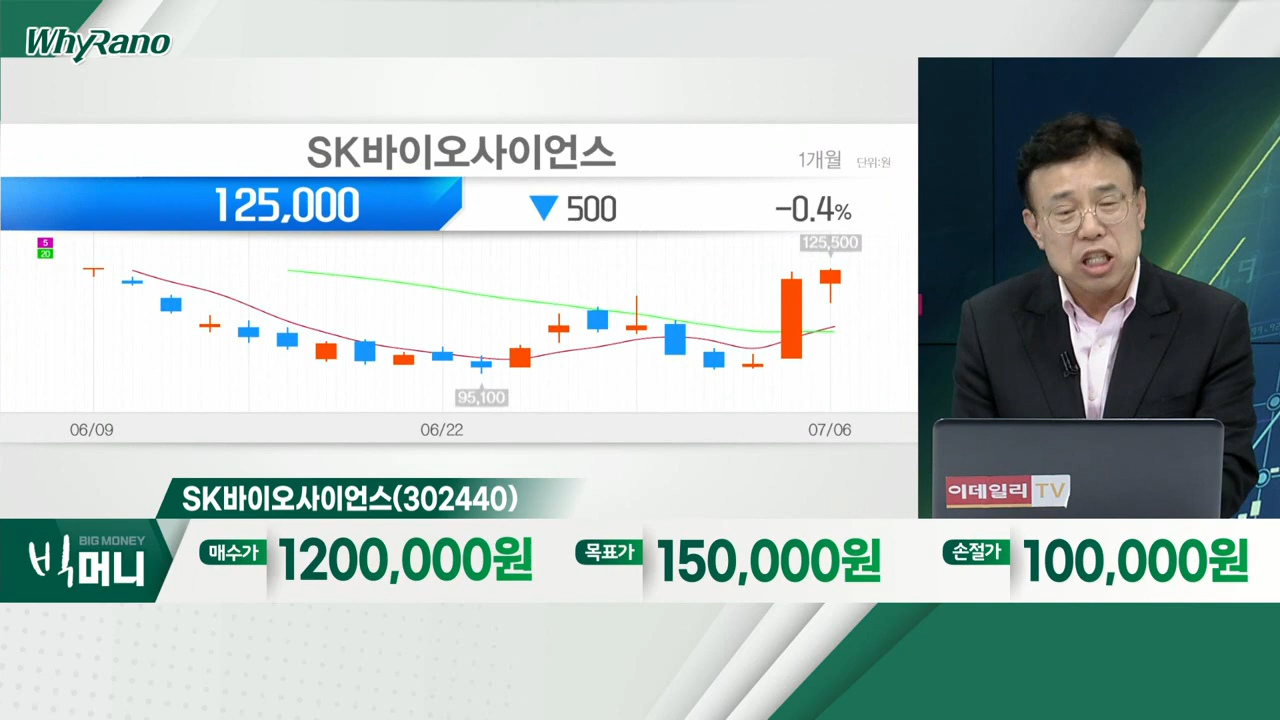 WhyRano
SK바이오사이언스
1개월 단위:원
125,000 ▼ 500 -0.4%
5
20
125,500
95,100
06/09 06/22 07/06
이데일리 TV
SK바이오사이언스(302440)
BIG MONEY
빅머니
매수가 1200,000원 목표가 150,000원 손절가 100,000원